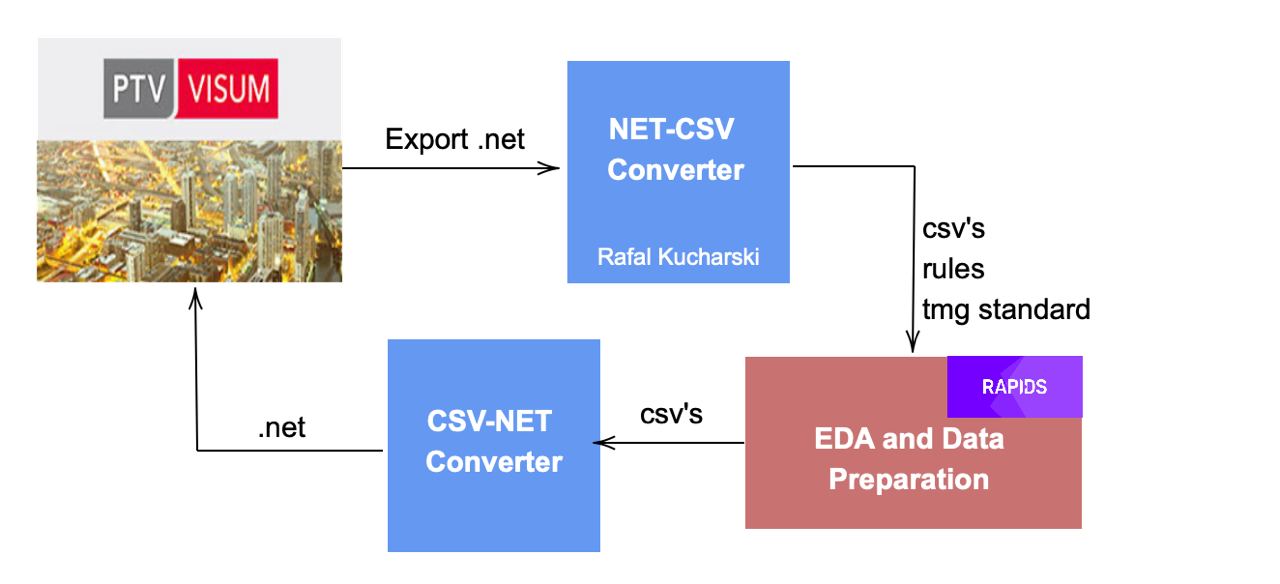 PTV VISUM
Export .net
NET-CSV
Converter
Rafal Kucharski
csv's
rules
tmg standard
RAPIDS
EDA and Data
Preparation
csv's
CSV-NET
Converter
.net